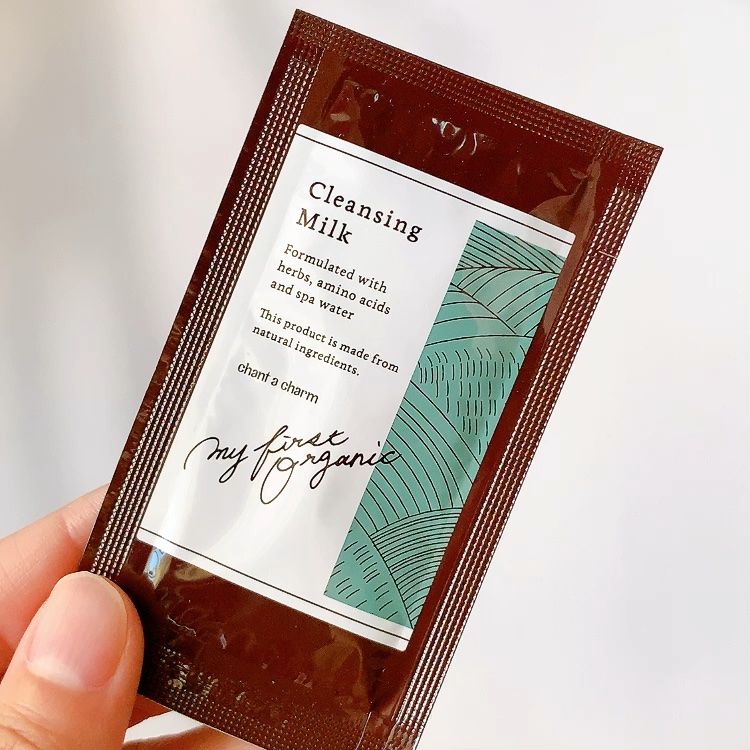 Cleansing
Milk
Formulated with
herbs, amino acids
and spa water
This product is made from
natural ingredients.
chant a charm
my first
Organic